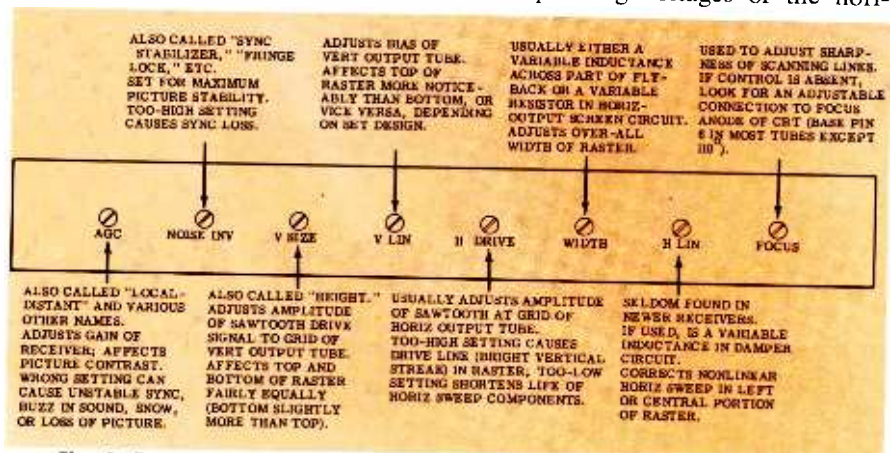 ltages of the hori-
ALSO CALLED "SYNC
STABILIZER," "FRINGE
LOCK," ETC.
SET FOR MAXIMUM
PICTURE STABILITY.
TOO-HIGH SETTING
CAUSES SYNC LOSS.
ADJUSTS BIAS OF
VERT OUTPUT TUBE.
AFFECTS TOP OF
RASTER MORE NOTICE-
ABLY THAN BOTTOM, OR
VICE VERSA, DEPENDING
ON SET DESIGN.
USUALLY EITHER A
VARIABLE INDUCTANCE
ACROSS PART OF FLY-
BACK OR A VARIABLE
RESISTOR IN HORIZ-
OUTPUT SCREEN CIRCUIT.
ADJUSTS OVER-ALL
WIDTH OF RASTER.
USED TO ADJUST SHARP-
NESS OF SCANNING LINES.
IF CONTROL IS ABSENT,
LOOK FOR AN ADJUSTABLE
CONNECTION TO FOCUS
ANODE OF CRT (BASE PIN
6 IN MOST TUBES EXCEPT
110°).
AGC
NOISE INV
V SIZE
V LIN
H DRIVE
WIDTH
H LIN
FOCUS
ALSO CALLED "LOCAL-
DISTANT" AND VARIOUS
OTHER NAMES.
ADJUSTS GAIN OF
RECEIVER; AFFECTS
PICTURE CONTRAST.
WRONG SETTING CAN
CAUSE UNSTABLE SYNC,
BUZZ IN SOUND, SNOW,
OR LOSS OF PICTURE.
ALSO CALLED "HEIGHT."
ADJUSTS AMPLITUDE
OF SAWTOOTH DRIVE
SIGNAL TO GRID OF
VERT OUTPUT TUBE.
AFFECTS TOP AND
BOTTOM OF RASTER
FAIRLY EQUALLY
(BOTTOM SLIGHTLY
MORE THAN TOP).
USUALLY ADJUSTS AMPLITUDE
OF SAWTOOTH AT GRID OF
HORIZ OUTPUT TUBE.
TOO-HIGH SETTING CAUSES
DRIVE LINE (BRIGHT VERTICAL
STREAK) IN RASTER, TOO-LOW
SETTING SHORTENS LIFE OF
HORIZ SWEEP COMPONENTS.
SELDOM FOUND IN
NEWER RECEIVERS.
IF USED, IS A VARIABLE
INDUCTANCE IN DAMPER
CIRCUIT.
CORRECTS NONLINEAR
HORIZ SWEEP IN LEFT
OR CENTRAL PORTION
OF RASTER.